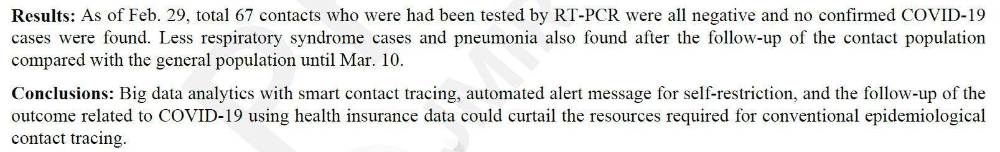 Results: As of Feb. 29, total 67 contacts who were had been tested by RT-PCR were all negative and no confirmed COVID-19
cases were found. Less respiratory syndrome cases and pneumonia also found after the follow-up of the contact population
compared with the general population until Mar. 10.
Conclusions: Big data analytics with smart contact tracing, automated alert message for self-restriction, and the follow-up of the
outcome related to COVID-19 using health insurance data could curtail the resources required for conventional epidemiological
contact tracing.